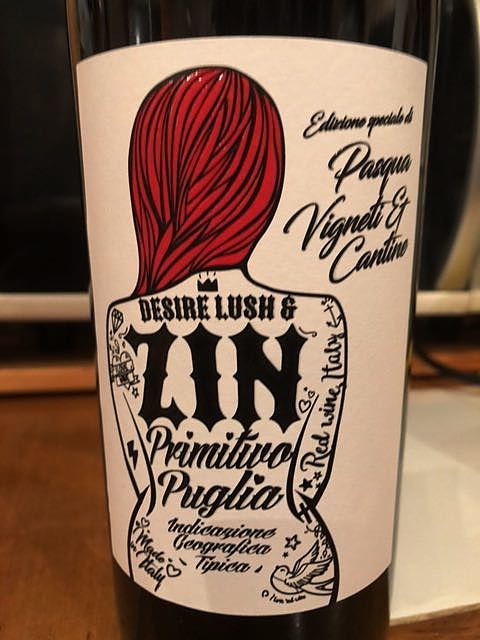 Edizione speciale di
Pasqua
Vigneti &
Cantine
DESIRE LUSH &
ZIN
Primitivo
Puglia
Indicazione
Geografica
Tipica
Red wine, Italy
Made
in
Italy